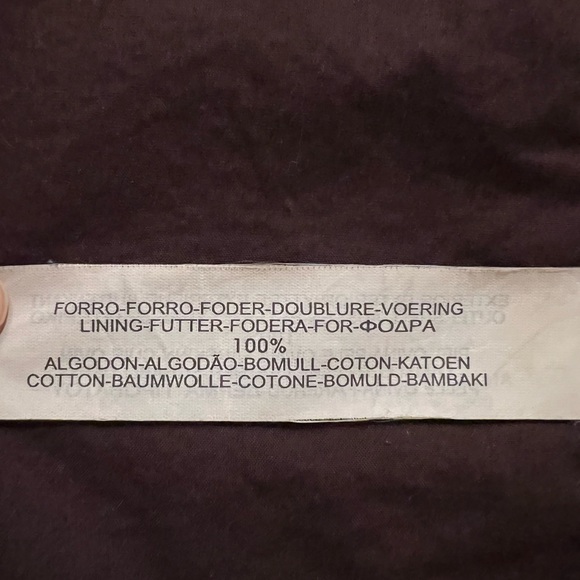 FORRO-FORRO-FODER-DOUBLURE-VOERING
LINING-FUTTER-FODERA-FOR-ΦΟΔΡΑ
100%
ALGODON-ALGODÃO-BOMULL-COTON-KATOEN
COTTON-BAUMWOLLE-COTONE-BOMULD-BAMBAKI